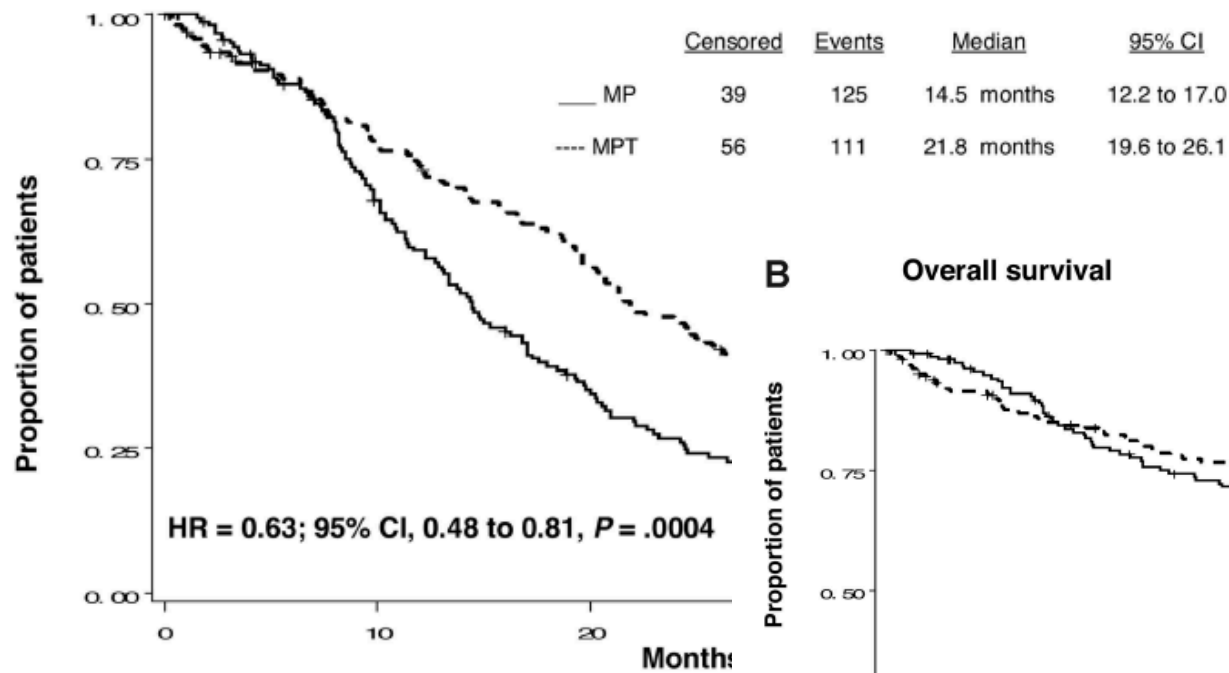 Censored Events Median 95% CI
MP 39 125 14.5 months 12.2 to 17.0
MPT 56 111 21.8 months 19.6 to 26.1
Proportion of patients
1.00
0.75
0.50
0.25
0.00
HR = 0.63; 95% CI, 0.48 to 0.81, P = .0004
0 10 20
Months
B Overall survival
Proportion of patients
1.00
0.75
0.50